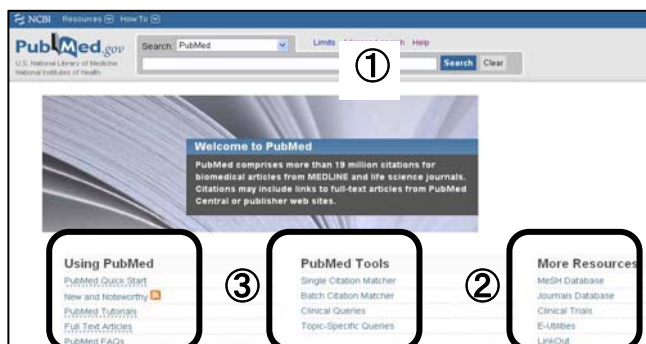 NCBI Resources How To
PubMed.gov
U.S. National Library of Medicine
National Institutes of Health
Search: PubMed
Limits Advanced search Help
①
Search Clear
Welcome to PubMed
PubMed comprises more than 19 million citations for
biomedical articles from MEDLINE and life science journals.
Citations may include links to full-text articles from PubMed
Central or publisher web sites.
Using PubMed
PubMed Quick Start
New and Noteworthy
PubMed Tutorials
Full Text Articles
PubMed FAQs
③
PubMed Tools
Single Citation Matcher
Batch Citation Matcher
Clinical Queries
Topic-Specific Queries
②
More Resources
MeSH Database
Journals Database
Clinical Trials
E-Utilities
LinkOut